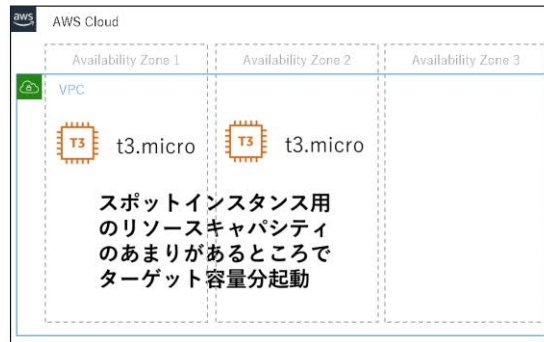 aws
AWS Cloud
Availability Zone 1
Availability Zone 2
Availability Zone 3
VPC
T3
t3.micro
T3
t3.micro
スポットインスタンス用
のリソースキャパシティ
のあまりがあるところで
ターゲット容量分起動